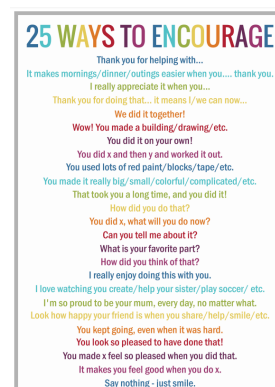 25 WAYS TO ENCOURAGE
Thank you for helping with...
It makes mornings/dinner/outings easier when you.... thank you.
I really appreciate it when you...
Thank you for doing that... it means I/we can now...
We did it together!
Wow! You made a building/drawing/etc.
You did it on your own!
You did x and then y and worked it out.
You used lots of red paint/blocks/tape/etc.
You made it really big/small/colorful/complicated/etc.
That took you a long time, and you did it!
How did you do that?
You did x, what will you do now?
Can you tell me about it?
What is your favorite part?
How did you think of that?
I really enjoy doing this with you.
I love watching you create/help your sister/play soccer/ etc.
I'm so proud to be your mum, every day, no matter what.
Look how happy your friend is when you share/help/smile/etc.
You kept going, even when it was hard.
You look so pleased to have done that!
You made x feel so pleased when you did that.
It makes you feel good when you do x.
Say nothing - just smile.